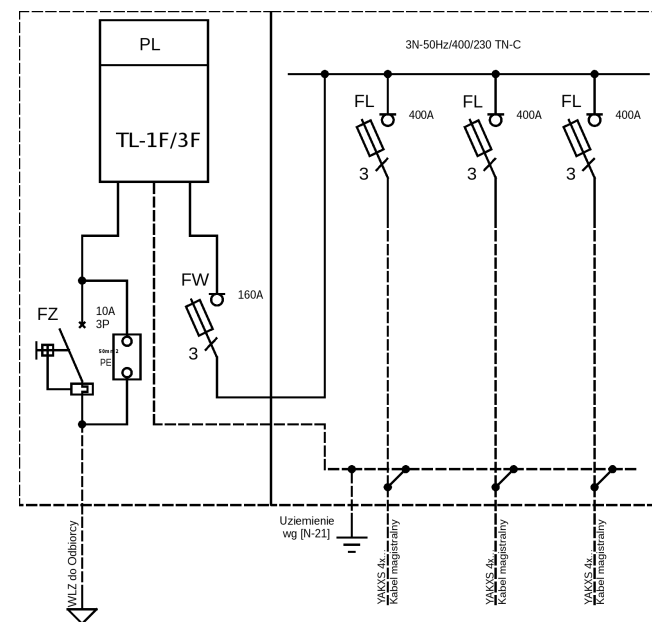 PL
TL-1F/3F
3N-50Hz/400/230 TN-C
FL
400A
3
FL
400A
3
FL
400A
3
FW
160A
3
FZ
10A
3P
PE
Uziemienie
wg [N-21]
WLZ do Odbiorcy
YAKXS 4x...
Kabel magistralny
YAKXS 4x...
Kabel magistralny
YAKXS 4x...
Kabel magistralny